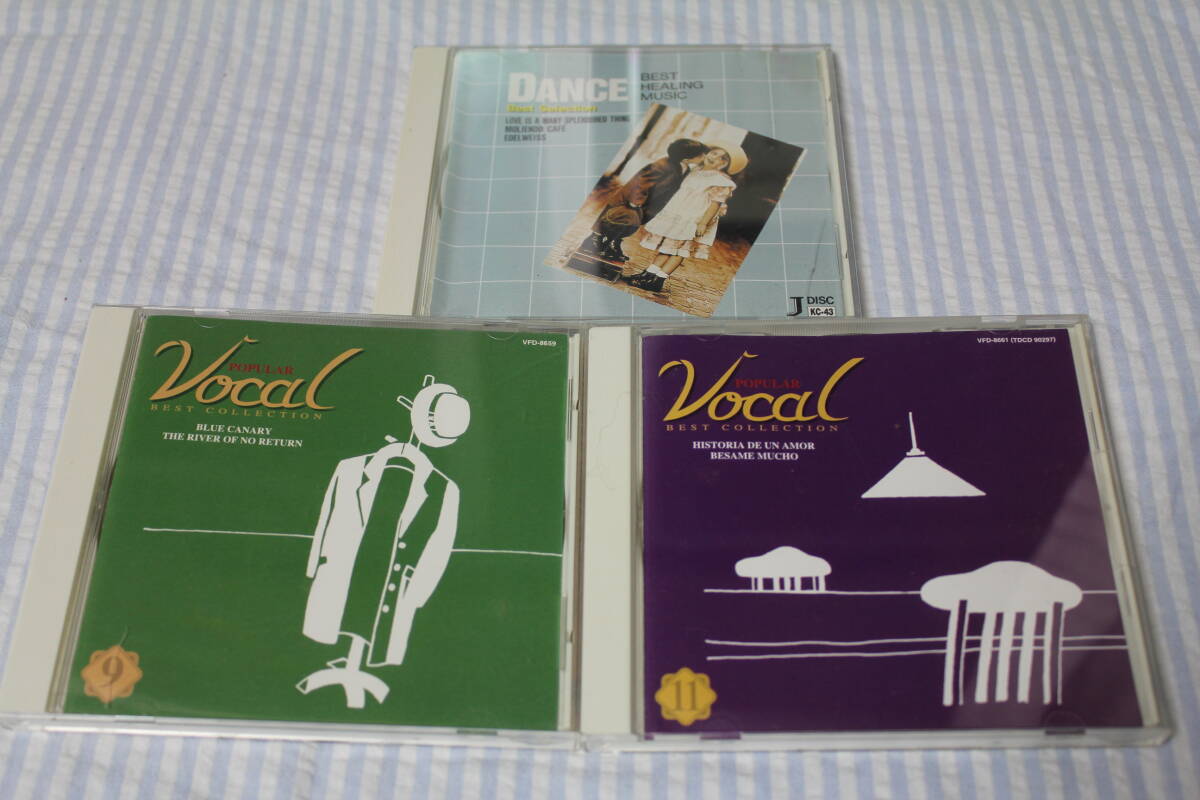 DANCE
BEST
HEALING
MUSIC
Best Selection
LOVE IS A MANY SPLENDORED THING
MOLIENDO CAFE
EDELWEISS
J DISC
KC-43
VFD-8659
POPULAR
Vocal
BEST COLLECTION
BLUE CANARY
THE RIVER OF NO RETURN
9
VFD-8661 (TDCD 90297)
POPULAR
Vocal
BEST COLLECTION
HISTORIA DE UN AMOR
BESAME MUCHO
11